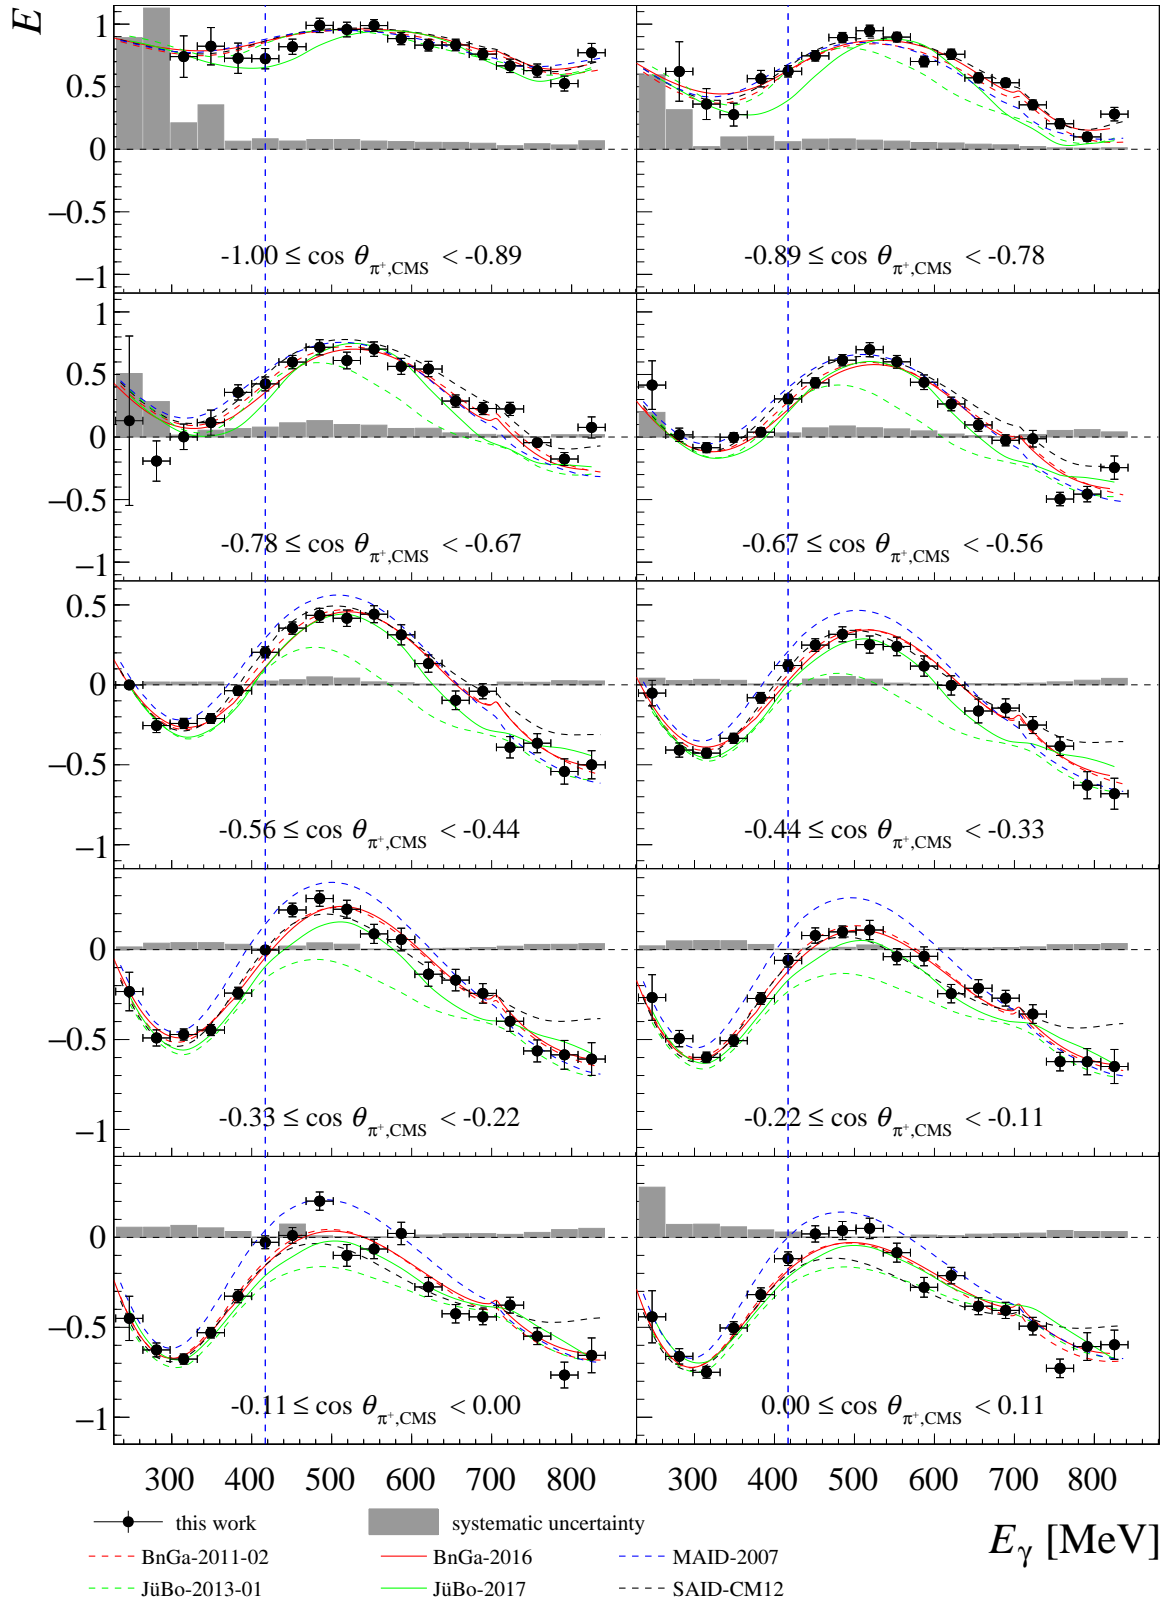 E
1
0.5
0
−0.5
−1
-1.00 ≤ cos θπ+,CMS < -0.89
-0.89 ≤ cos θπ+,CMS < -0.78
1
0.5
0
−0.5
−1
-0.78 ≤ cos θπ+,CMS < -0.67
-0.67 ≤ cos θπ+,CMS < -0.56
0.5
0
−0.5
−1
-0.56 ≤ cos θπ+,CMS < -0.44
-0.44 ≤ cos θπ+,CMS < -0.33
0
−0.5
−1
-0.33 ≤ cos θπ+,CMS < -0.22
-0.22 ≤ cos θπ+,CMS < -0.11
0
−0.5
−1
-0.11 ≤ cos θπ+,CMS < 0.00
0.00 ≤ cos θπ+,CMS < 0.11
300 400 500 600 700 800 300 400 500 600 700 800
Eγ [MeV]
this work systematic uncertainty
BnGa-2011-02 BnGa-2016 MAID-2007
JüBo-2013-01 JüBo-2017 SAID-CM12